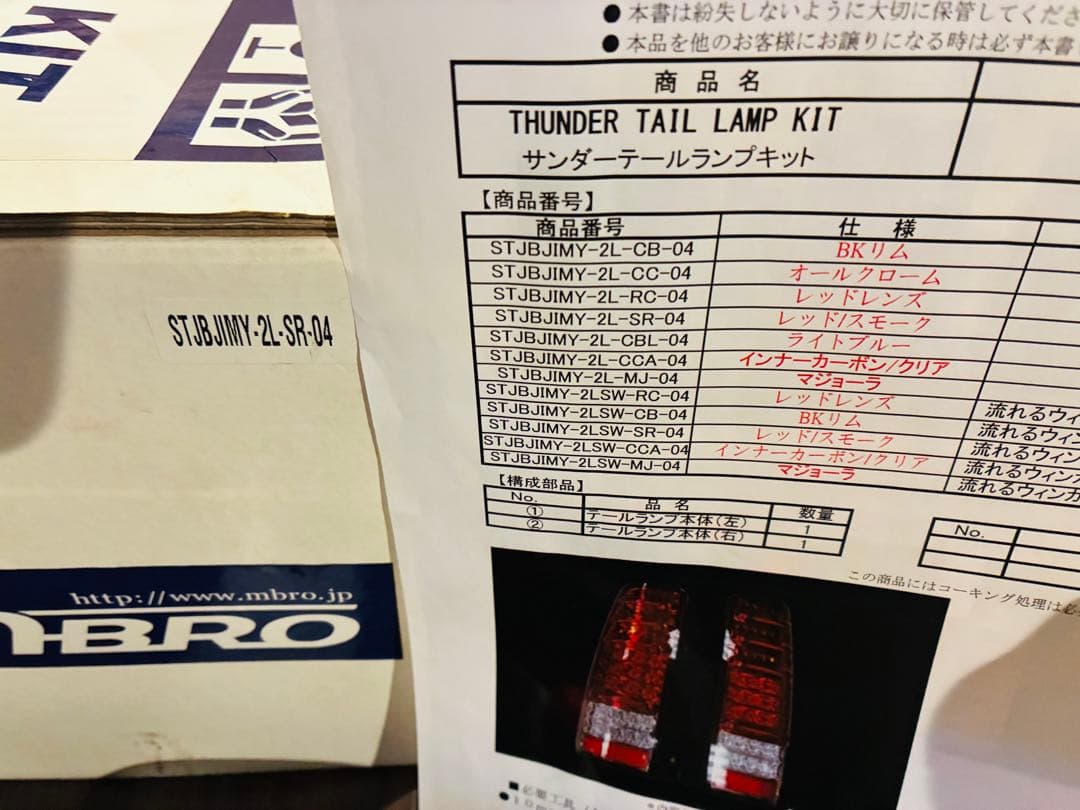 KIT
STJBJIMY-2L-SR-04
http://www.mbro.jp
BRO
●本書は紛失しないように大切に保管してくださ
●本品を他のお客様にお譲りになる時は必ず本書
商品名
THUNDER TAIL LAMP KIT
サンダーテールランプキット
【商品番号】
商品番号 仕様
STJBJIMY-2L-CB-04 BKリム
STJBJIMY-2L-CC-04 オールクローム
STJBJIMY-2L-RC-04 レッドレンズ
STJBJIMY-2L-SR-04 レッド/スモーク
STJBJIMY-2L-CBL-04 ライトブルー
STJBJIMY-2L-CCA-04 インナーカーボン/クリア
STJBJIMY-2L-MJ-04 マジョーラ
STJBJIMY-2LSW-RC-04 レッドレンズ 流れるウィン
STJBJIMY-2LSW-CB-04 BKリム 流れるウィン
STJBJIMY-2LSW-SR-04 レッド/スモーク 流れるウィン
STJBJIMY-2LSW-CCA-04 インナーカーボン/クリア 流れるウィン
STJBJIMY-2LSW-MJ-04 マジョーラ 流れるウィンカ
【構成部品】
No. 品名 数量
① テールランプ本体(左) 1
② テールランプ本体(右) 1
No.
この商品にはコーキング処理は必
■必要工具